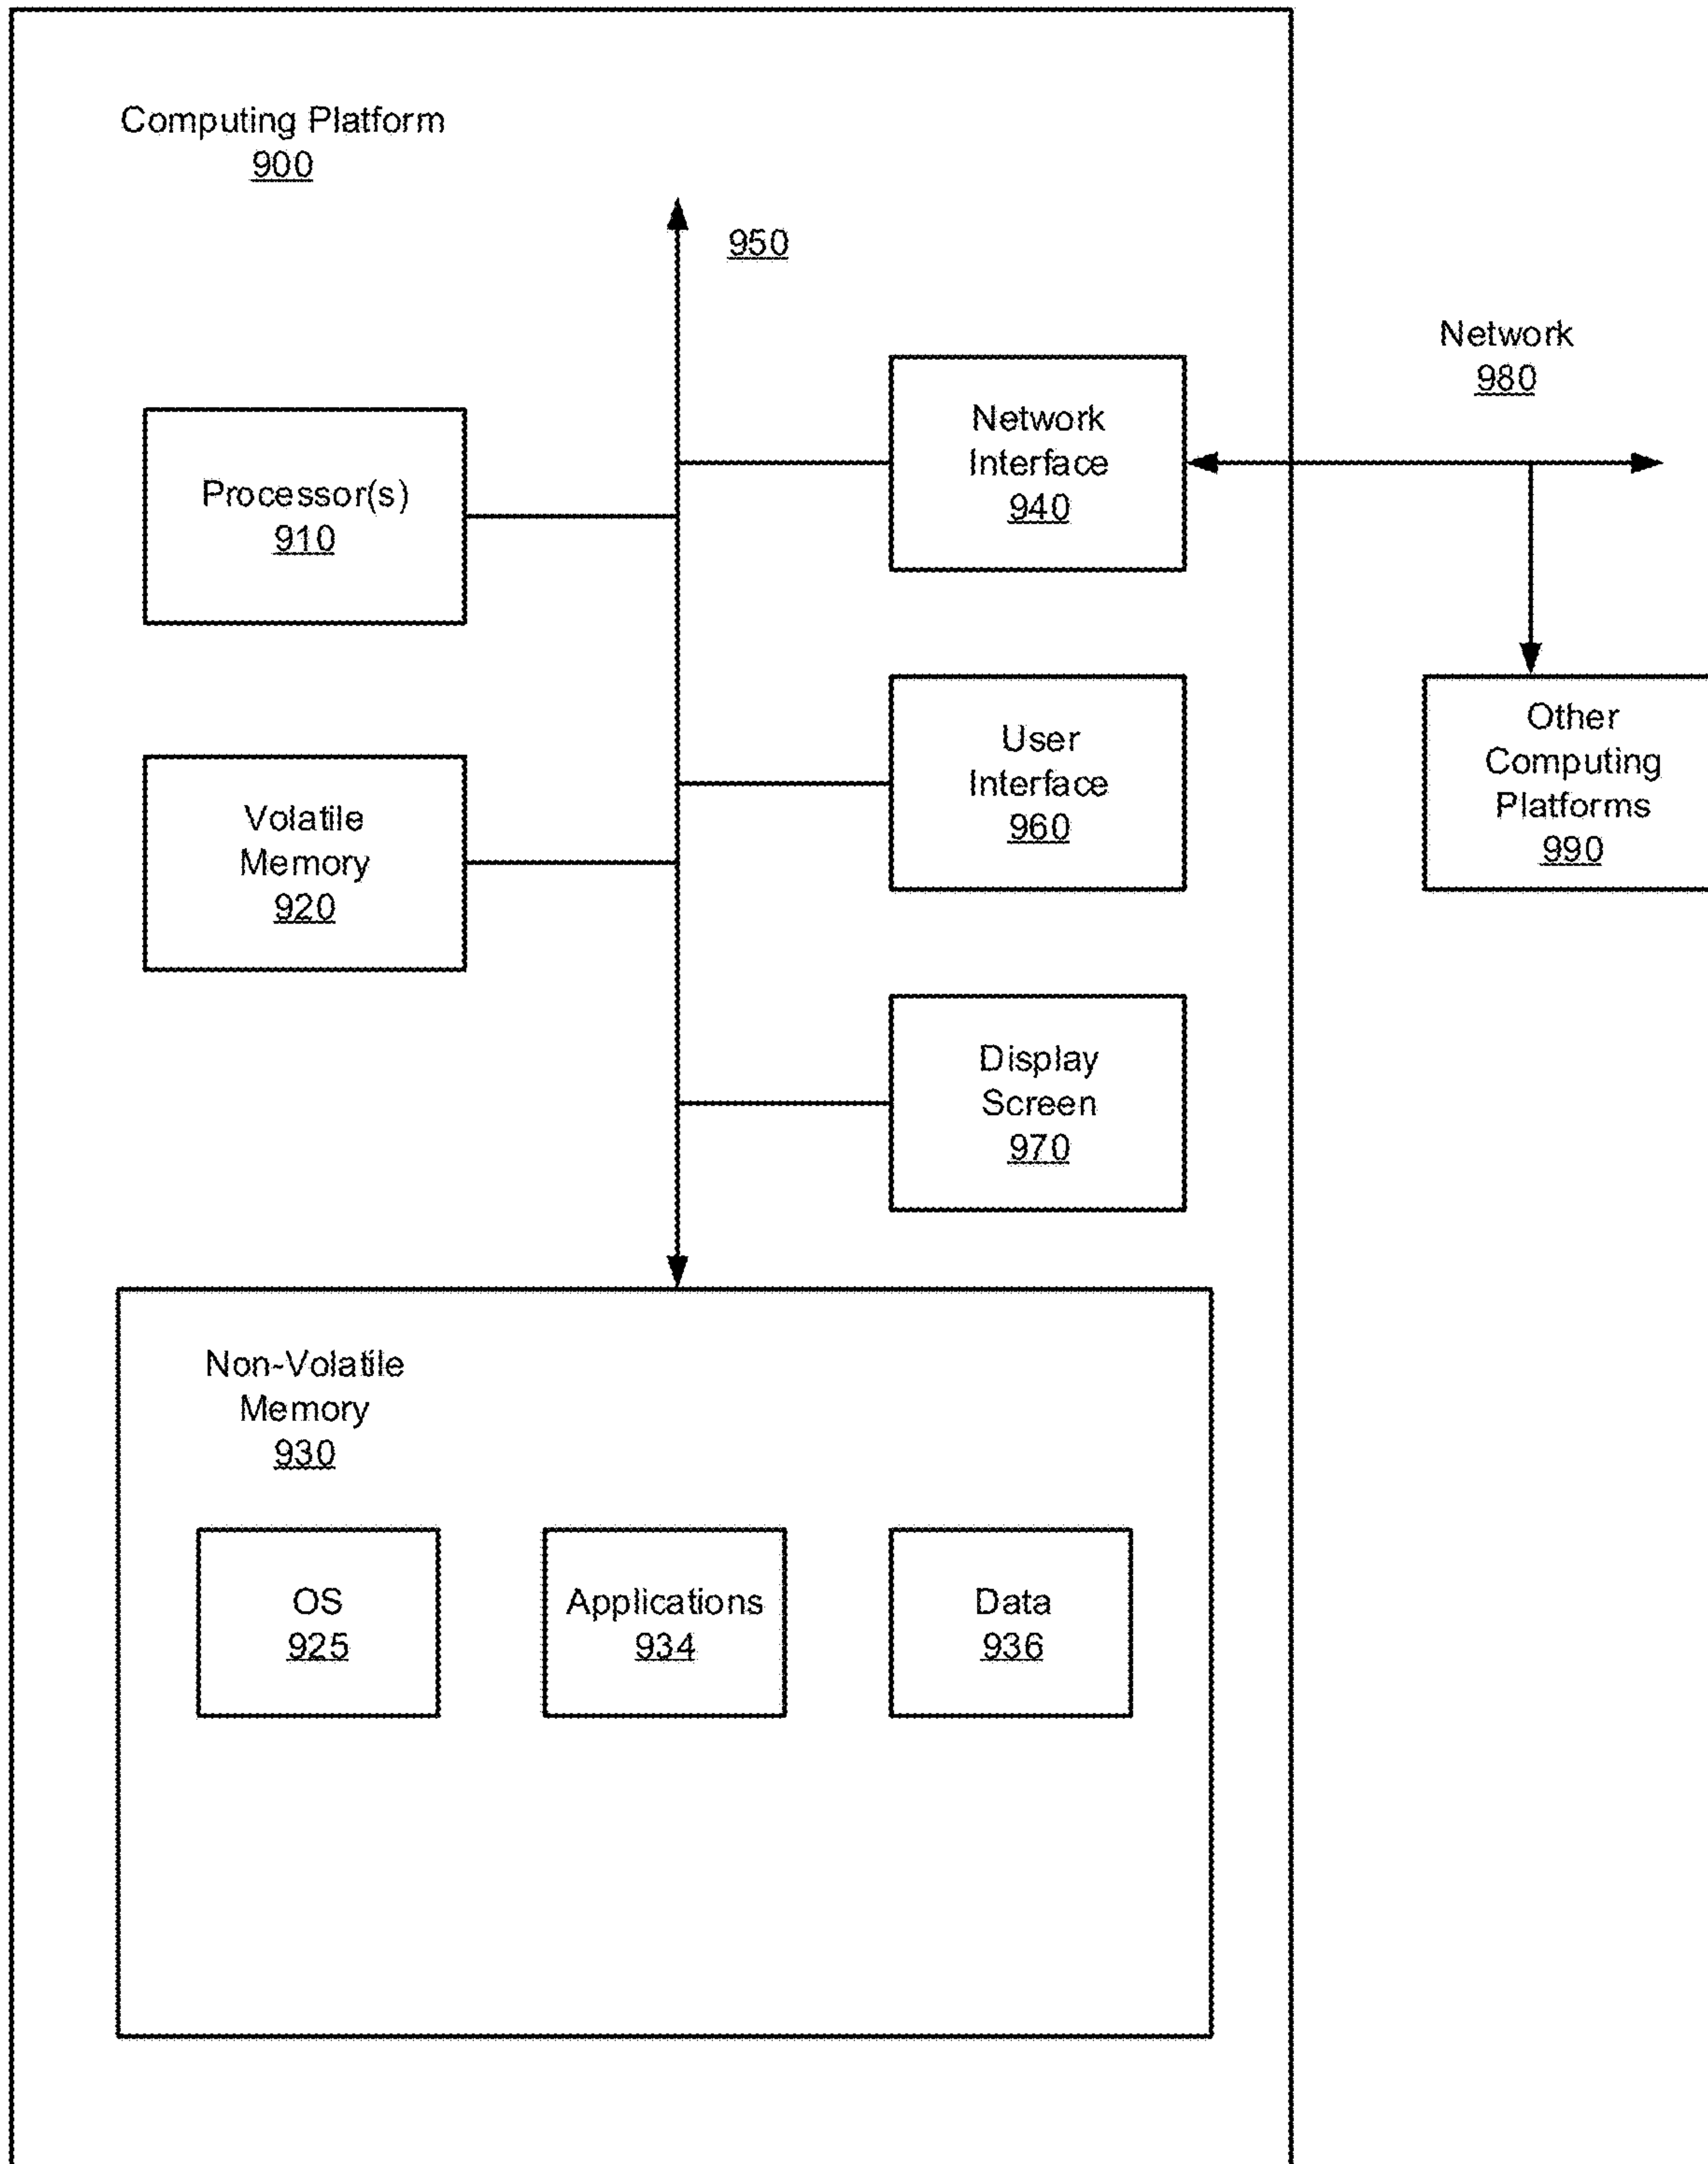 Computing Platform
900
950
Network
980
Network
Interface
940
Processor(s)
910
User
Interface
960
Other
Computing
Platforms
990
Volatile
Memory
920
Display
Screen
970
Non-Volatile
Memory
930
OS
925
Applications
934
Data
936